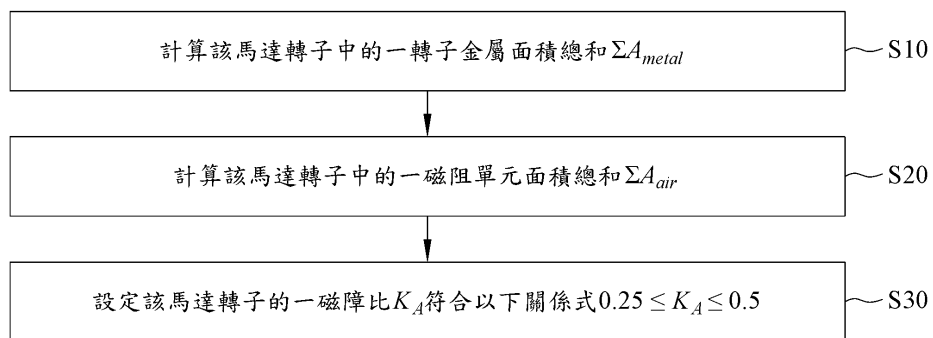 計算該馬達轉子中的一轉子金屬面積總和ΣA_metal
S10
計算該馬達轉子中的一磁阻單元面積總和ΣA_air
S20
設定該馬達轉子的一磁障比K_A符合以下關係式0.25 ≤ K_A ≤ 0.5
S30